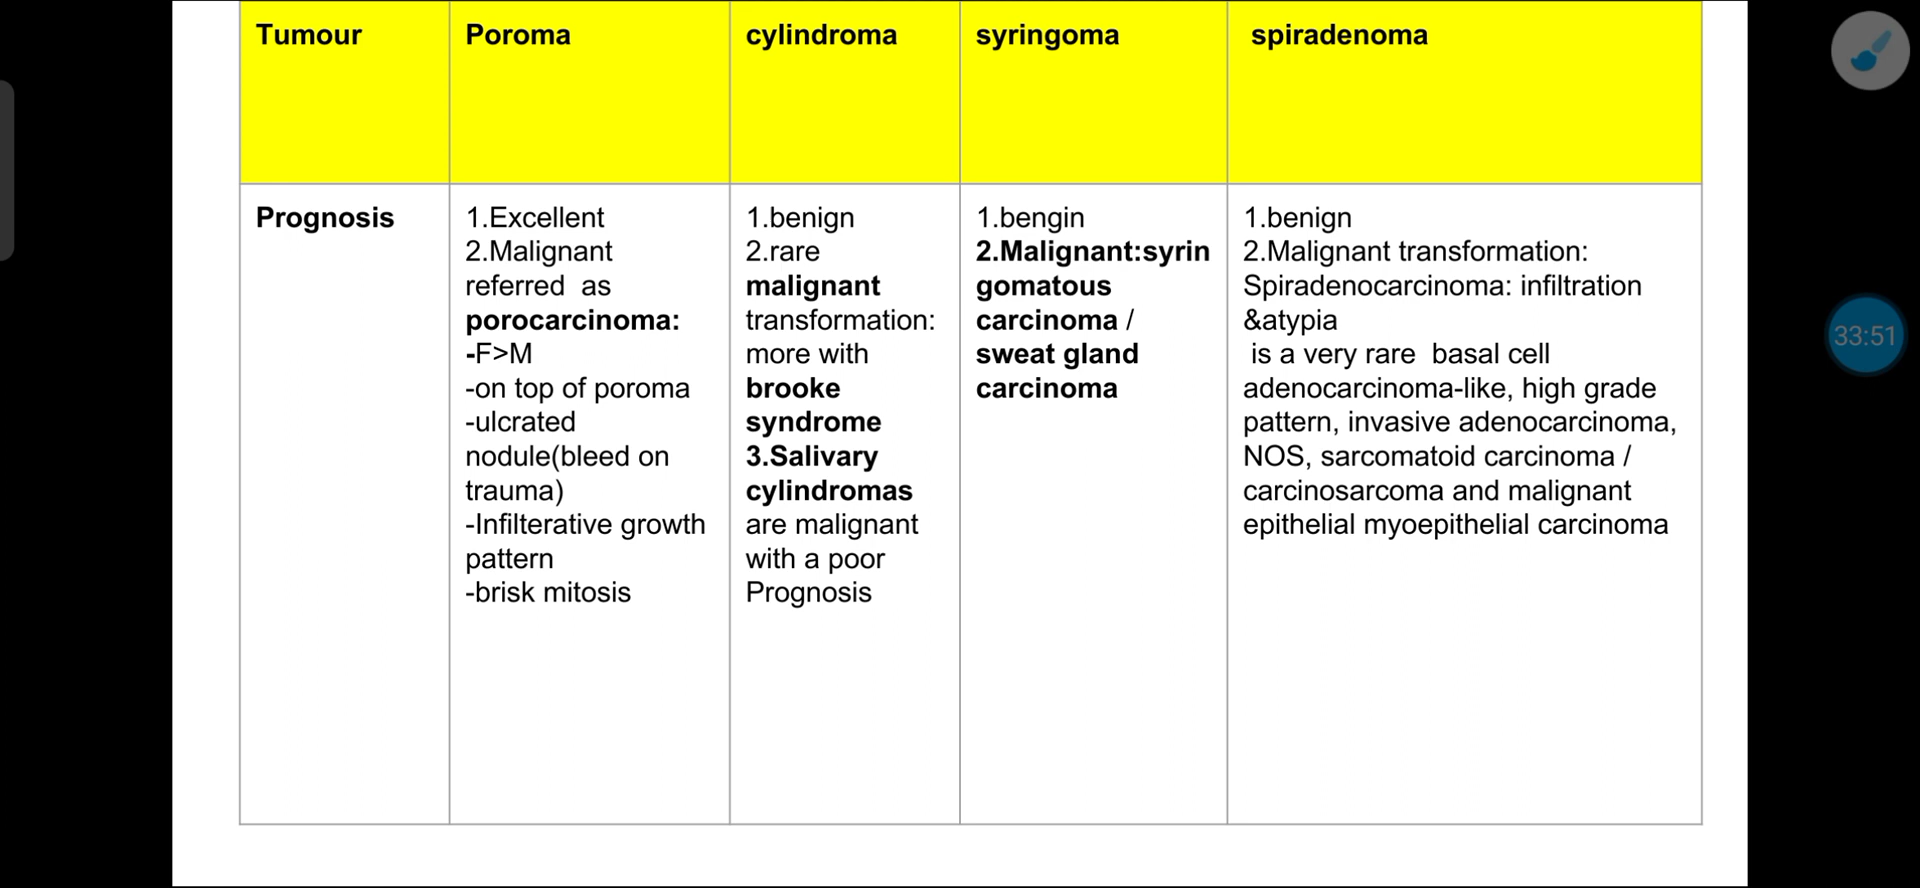 Tumour
Poroma
cylindroma
syringoma
spiradenoma
Prognosis
1.Excellent
2.Malignant
referred as
porocarcinoma:
-F>M
-on top of poroma
-ulcrated
nodule(bleed on
trauma)
-Infilterative growth
pattern
-brisk mitosis
1.benign
2.rare
malignant
transformation:
more with
brooke
syndrome
3.Salivary
cylindromas
are malignant
with a poor
Prognosis
1.bengin
2.Malignant:syrin
gomatous
carcinoma /
sweat gland
carcinoma
1.benign
2.Malignant transformation:
Spiradenocarcinoma: infiltration
&atypia
is a very rare basal cell
adenocarcinoma-like, high grade
pattern, invasive adenocarcinoma,
NOS, sarcomatoid carcinoma /
carcinosarcoma and malignant
epithelial myoepithelial carcinoma
33:51